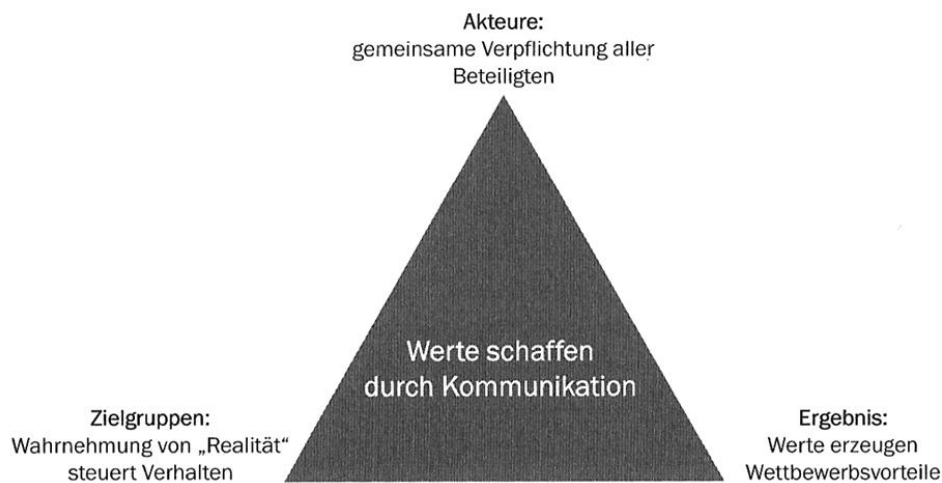 Akteure:
gemeinsame Verpflichtung aller
Beteiligten
Werte schaffen
durch Kommunikation
Zielgruppen:
Wahrnehmung von „Realität“
steuert Verhalten
Ergebnis:
Werte erzeugen
Wettbewerbsvorteile